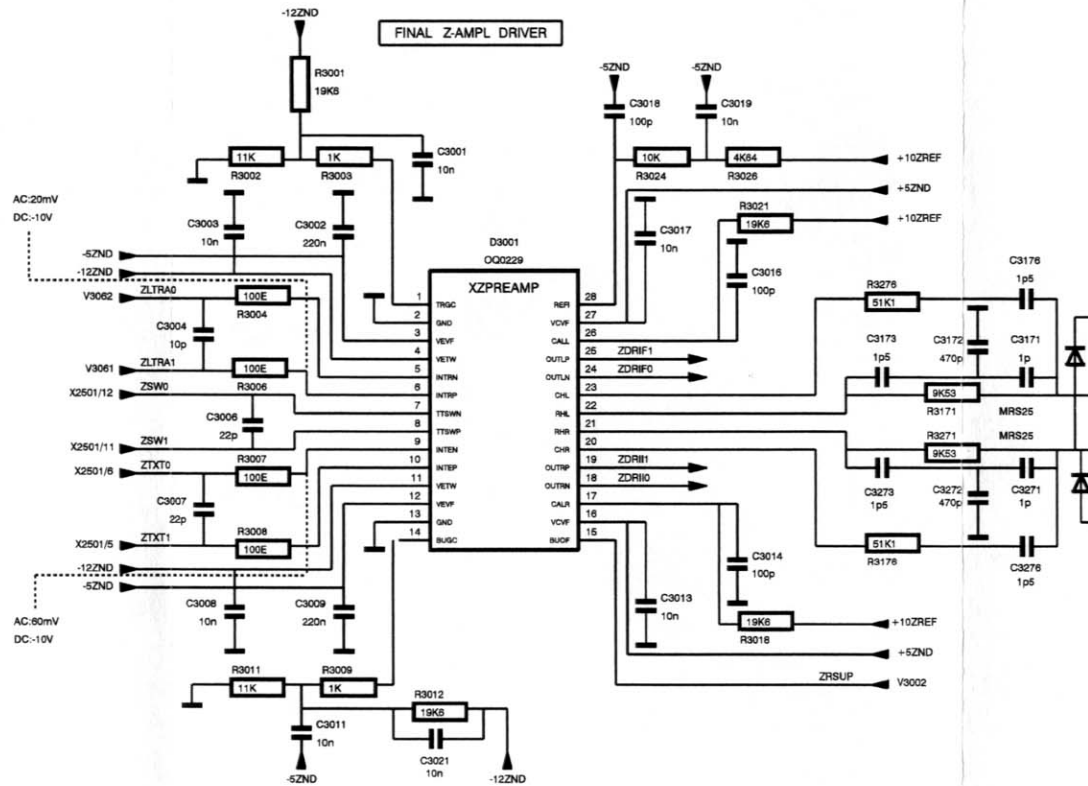 FINAL Z-AMPL DRIVER
-12ZND
R3001
19K6
11K
R3002
1K
R3003
C3001
10n
AC:20mV
DC:-10V
C3003
10n
C3002
220n
-5ZND
-12ZND
V3062
ZLTRA0
100E
R3004
C3004
10p
V3061
ZLTRA1
100E
R3006
X2501/12
ZSW0
C3006
22p
X2501/11
ZSW1
X2501/6
ZTXT0
R3007
100E
C3007
22p
X2501/5
ZTXT1
R3008
100E
-12ZND
-5ZND
AC:60mV
DC:-10V
C3008
10n
C3009
220n
R3011
11K
R3009
1K
R3012
19K6
C3011
10n
-5ZND
C3021
10n
-12ZND
D3001
OQ0229
XZPREAMP
1 TRGC
2 GND
3 VEVF
4 VETW
5 INTRN
6 INTRP
7 TTSWN
8 TTSWP
9 INTEN
10 INTEP
11 VETW
12 VEVF
13 GND
14 BUGC
REFI 28
VCVF 27
CALL 26
OUTLP 25
OUTLN 24
CHL 23
RHL 22
RHR 21
CHR 20
OUTRP 19
OUTRN 18
CALR 17
VCVF 16
BUOF 15
-5ZND
C3018
100p
-5ZND
C3019
10n
10K
R3024
4K64
R3026
+10ZREF
+5ZND
R3021
19K6
+10ZREF
C3017
10n
C3016
100p
ZDRIF1
ZDRIF0
ZDRII1
ZDRII0
R3276
51K1
C3176
1p5
C3173
1p5
C3172
470p
C3171
1p
9K53
R3171
MRS25
R3271
MRS25
9K53
C3273
1p5
C3272
470p
C3271
1p
51K1
R3176
C3276
1p5
C3014
100p
C3013
10n
19K6
R3018
+10ZREF
+5ZND
ZRSUP
V3002